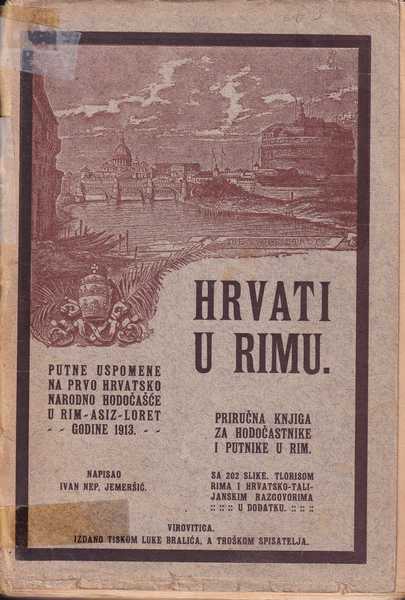 HRVATI
U RIMU.
PUTNE USPOMENE
NA PRVO HRVATSKO
NARODNO HODOČAŠĆE
U RIM-ASIZ-LORET
- - GODINE 1913. - -
PRIRUČNA KNJIGA
ZA HODOČASTNIKE
I PUTNIKE U RIM.
NAPISAO
IVAN NEP. JEMERŠIĆ.
SA 202 SLIKE. TLORISOM
RIMA I HRVATSKO-TALI-
JANSKIM RAZGOVORIMA
:: :: :: U DODATKU. :: :: ::
VIROVITICA.
IZDANO TISKOM LUKE BRALIĆA, A TROŠKOM SPISATELJA.